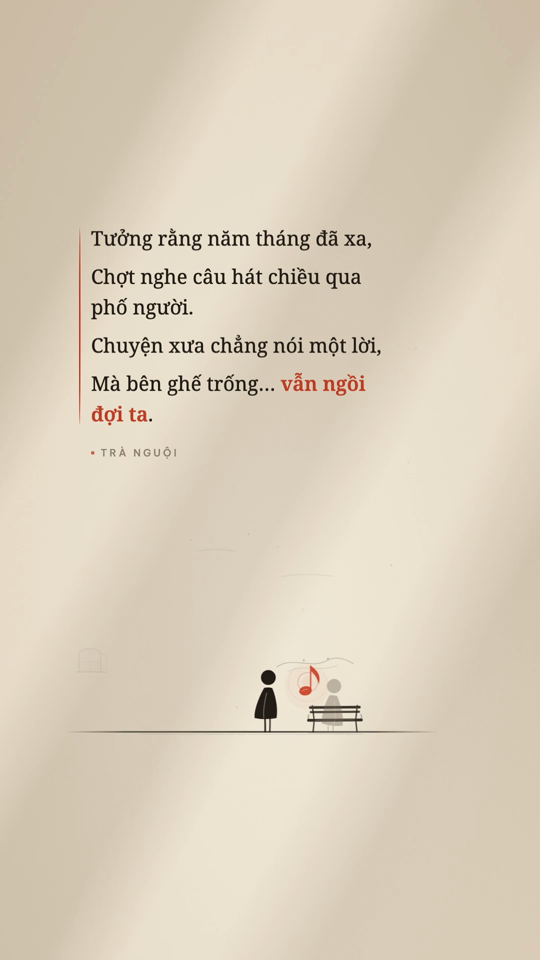 Tưởng rằng năm tháng đã xa,
Chợt nghe câu hát chiều qua
phố người.
Chuyện xưa chẳng nói một lời,
Mà bên ghế trống... vẫn ngồi
đợi ta.
TRÀ NGUỘI